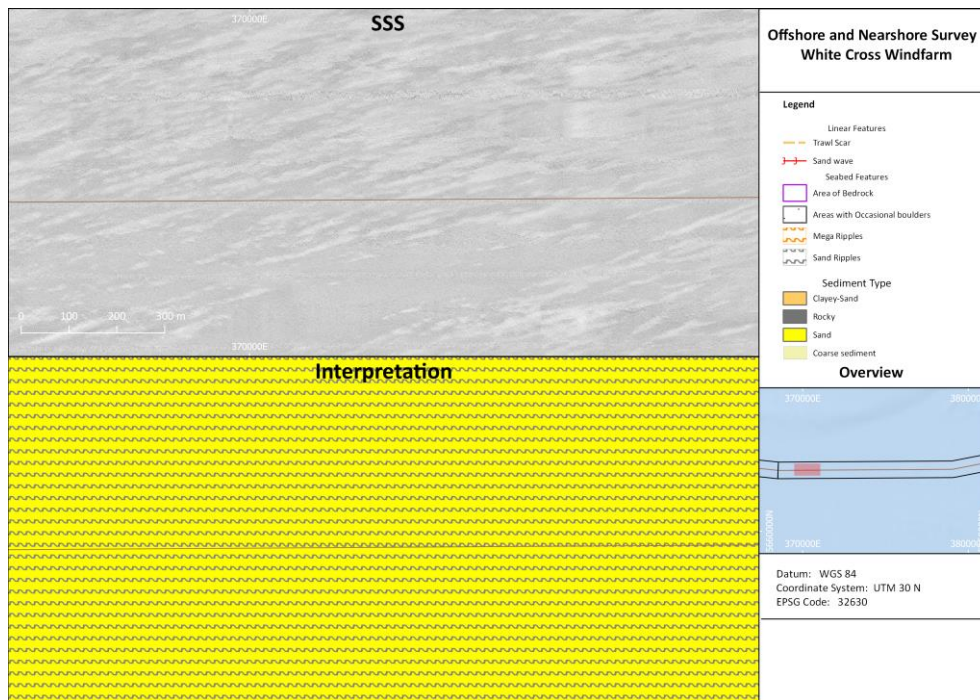 370000E
SSS
0 100 200 300 m
370000E
Interpretation
Offshore and Nearshore Survey
White Cross Windfarm
Legend
Linear Features
Trawl Scar
Sand wave
Seabed Features
Area of Bedrock
Areas with Occasional boulders
Mega Ripples
Sand Ripples
Sediment Type
Clayey-Sand
Rocky
Sand
Coarse sediment
Overview
370000E 380000
370000E 380000
Datum: WGS 84
Coordinate System: UTM 30 N
EPSG Code: 32630